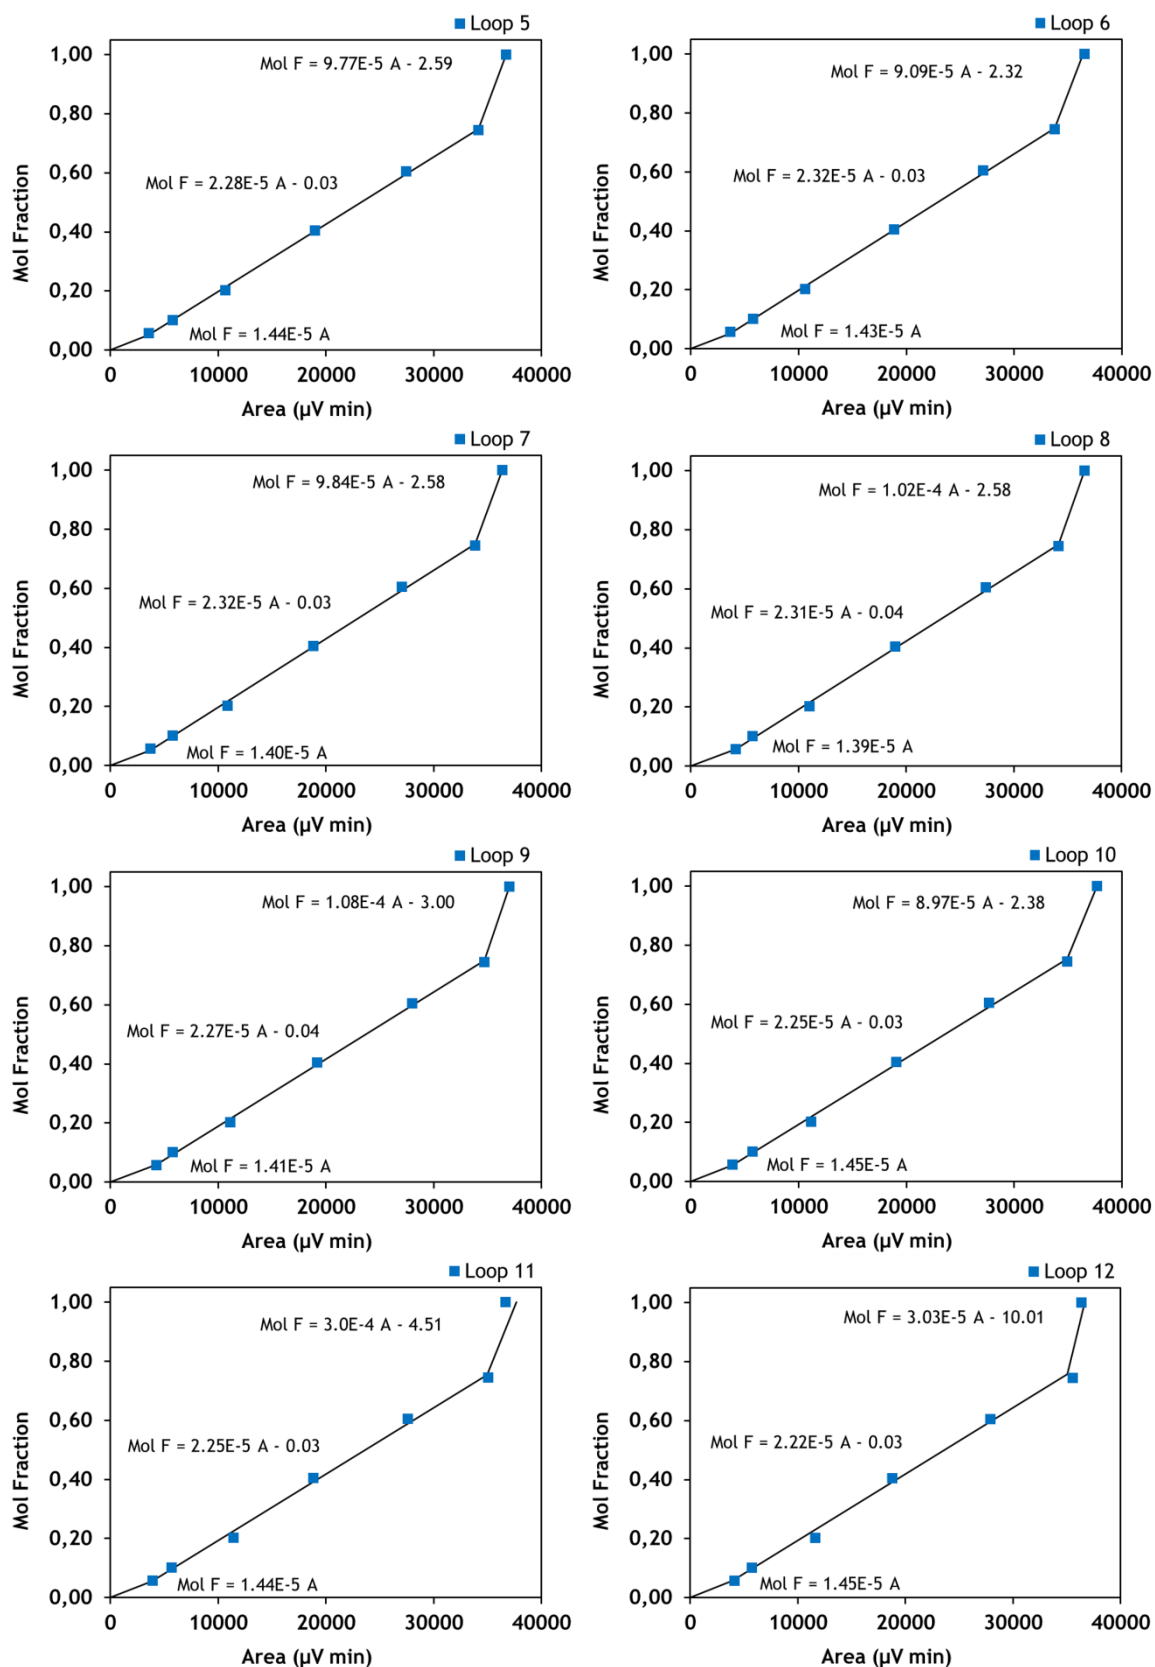 Loop 5
1,00
0,80
0,60
0,40
0,20
0,00
Mol Fraction
Mol F = 9.77E-5 A - 2.59
Mol F = 2.28E-5 A - 0.03
Mol F = 1.44E-5 A
0 10000 20000 30000 40000
Area (µV min)
Loop 6
1,00
0,80
0,60
0,40
0,20
0,00
Mol Fraction
Mol F = 9.09E-5 A - 2.32
Mol F = 2.32E-5 A - 0.03
Mol F = 1.43E-5 A
0 10000 20000 30000 40000
Area (µV min)
Loop 7
1,00
0,80
0,60
0,40
0,20
0,00
Mol Fraction
Mol F = 9.84E-5 A - 2.58
Mol F = 2.32E-5 A - 0.03
Mol F = 1.40E-5 A
0 10000 20000 30000 40000
Area (µV min)
Loop 8
1,00
0,80
0,60
0,40
0,20
0,00
Mol Fraction
Mol F = 1.02E-4 A - 2.58
Mol F = 2.31E-5 A - 0.04
Mol F = 1.39E-5 A
0 10000 20000 30000 40000
Area (µV min)
Loop 9
1,00
0,80
0,60
0,40
0,20
0,00
Mol Fraction
Mol F = 1.08E-4 A - 3.00
Mol F = 2.27E-5 A - 0.04
Mol F = 1.41E-5 A
0 10000 20000 30000 40000
Area (µV min)
Loop 10
1,00
0,80
0,60
0,40
0,20
0,00
Mol Fraction
Mol F = 8.97E-5 A - 2.38
Mol F = 2.25E-5 A - 0.03
Mol F = 1.45E-5 A
0 10000 20000 30000 40000
Area (µV min)
Loop 11
1,00
0,80
0,60
0,40
0,20
0,00
Mol Fraction
Mol F = 3.0E-4 A - 4.51
Mol F = 2.25E-5 A - 0.03
Mol F = 1.44E-5 A
0 10000 20000 30000 40000
Area (µV min)
Loop 12
1,00
0,80
0,60
0,40
0,20
0,00
Mol Fraction
Mol F = 3.03E-5 A - 10.01
Mol F = 2.22E-5 A - 0.03
Mol F = 1.45E-5 A
0 10000 20000 30000 40000
Area (µV min)